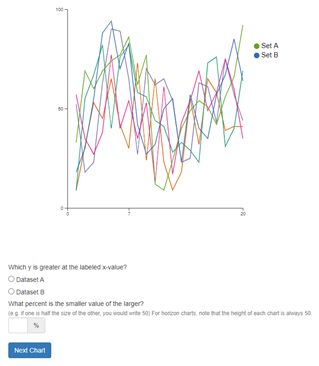 100
Set A
Set B
50
0
0 7 20
Which y is greater at the labeled x-value?
Dataset A
Dataset B
What percent is the smaller value of the larger?
(e.g. if one is half the size of the other, you would write 50) For horizon charts, note that the height of each chart is always 50.
%
Next Chart